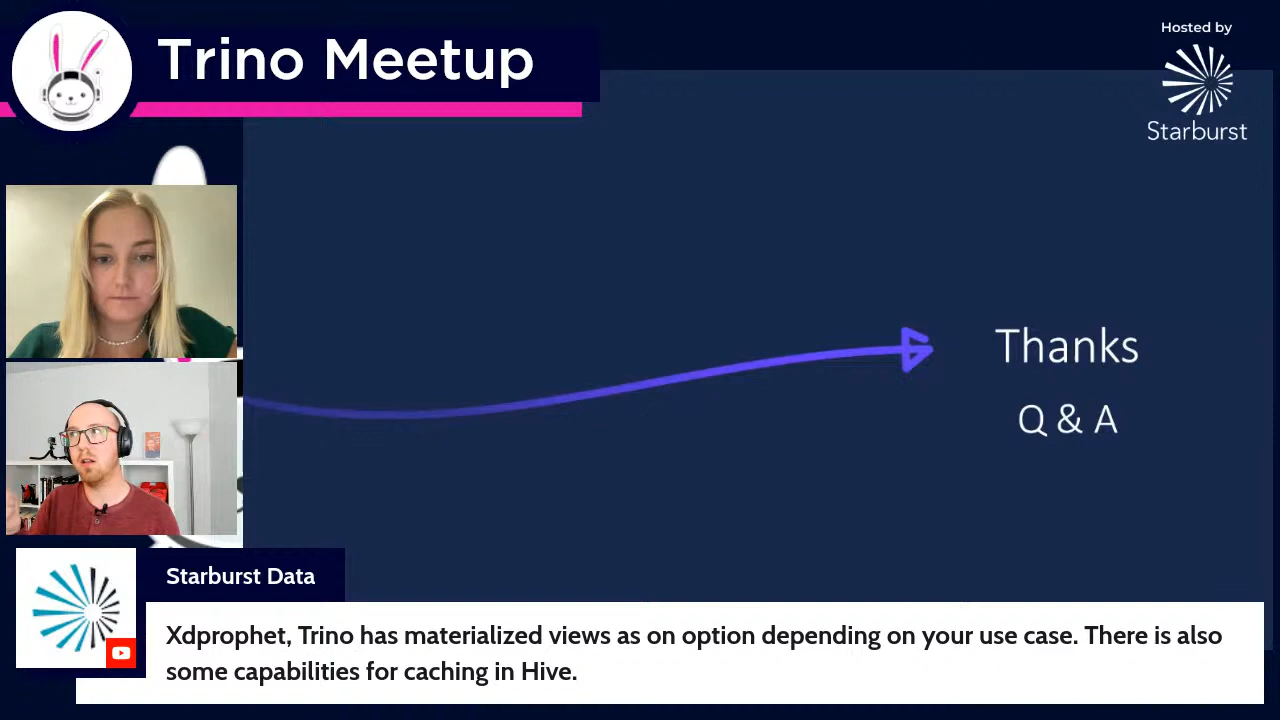 Trino Meetup
Hosted by
Starburst
Thanks
Q & A
Starburst Data
Xdprophet, Trino has materialized views as on option depending on your use case. There is also
some capabilities for caching in Hive.